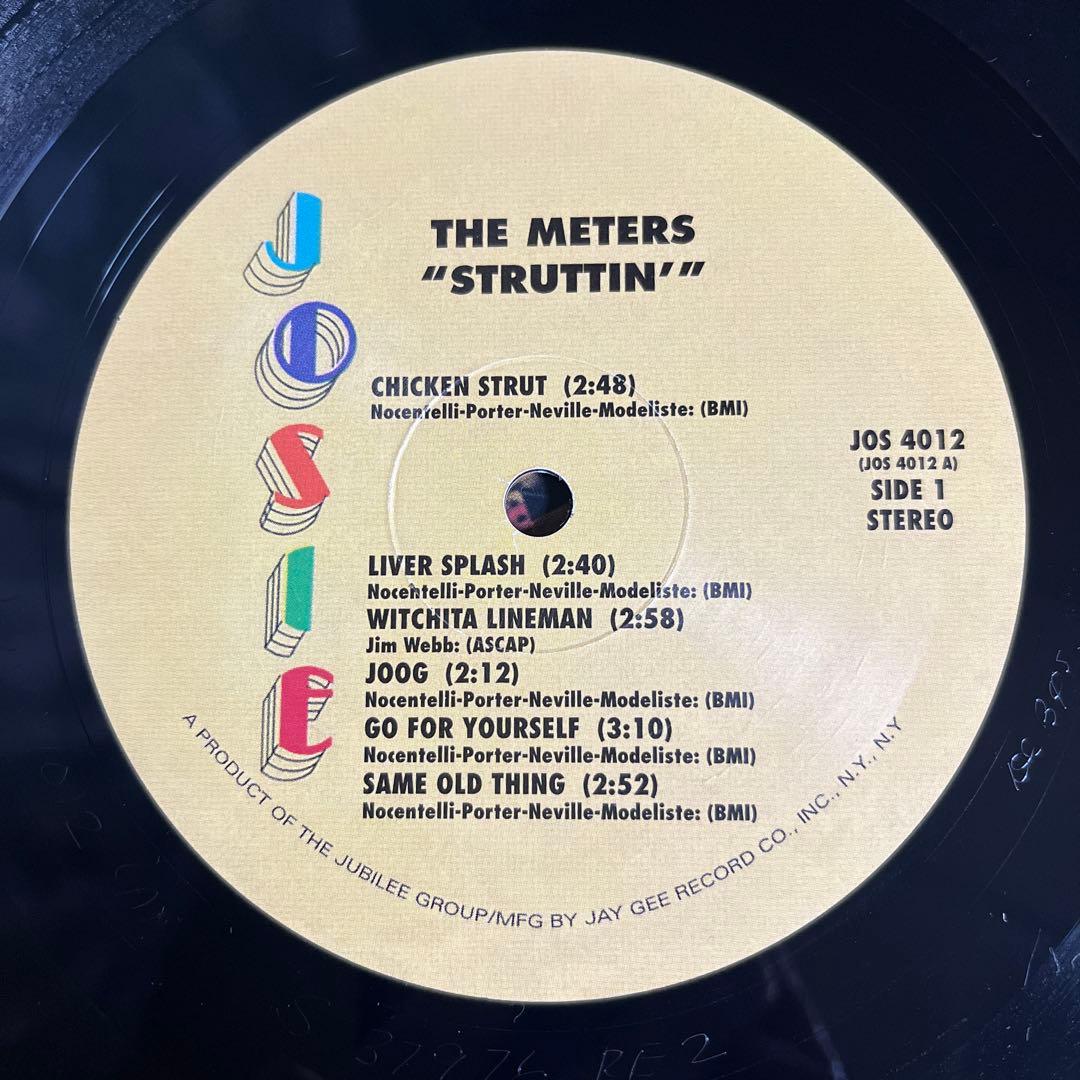 JOSIE
THE METERS
"STRUTTIN'"
CHICKEN STRUT (2:48)
Nocentelli-Porter-Neville-Modeliste: (BMI)
JOS 4012
(JOS 4012 A)
SIDE 1
STEREO
LIVER SPLASH (2:40)
Nocentelli-Porter-Neville-Modeliste: (BMI)
WITCHITA LINEMAN (2:58)
Jim Webb: (ASCAP)
JOOG (2:12)
Nocentelli-Porter-Neville-Modeliste: (BMI)
GO FOR YOURSELF (3:10)
Nocentelli-Porter-Neville-Modeliste: (BMI)
SAME OLD THING (2:52)
Nocentelli-Porter-Neville-Modeliste: (BMI)
A PRODUCT OF THE JUBILEE GROUP/MFG BY JAY GEE RECORD CO., INC., N.Y., N.Y